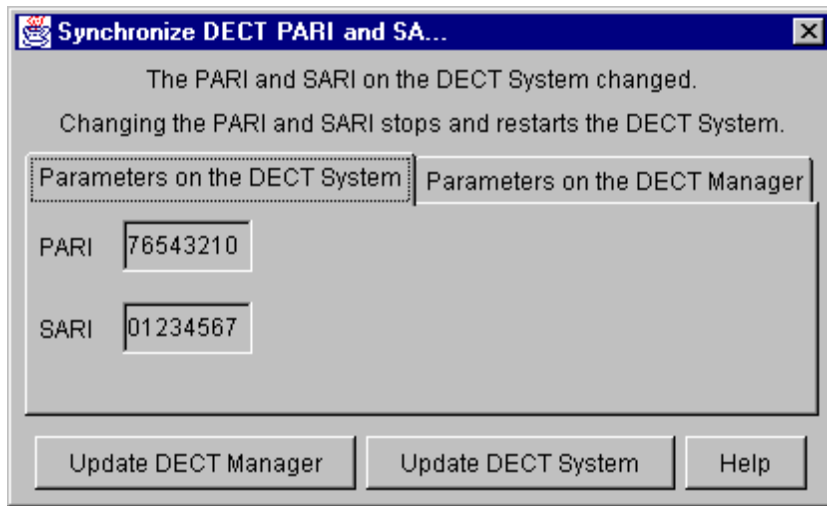 Synchronize DECT PARI and SA...
The PARI and SARI on the DECT System changed.
Changing the PARI and SARI stops and restarts the DECT System.
Parameters on the DECT System Parameters on the DECT Manager
PARI 76543210
SARI 01234567
Update DECT Manager Update DECT System Help